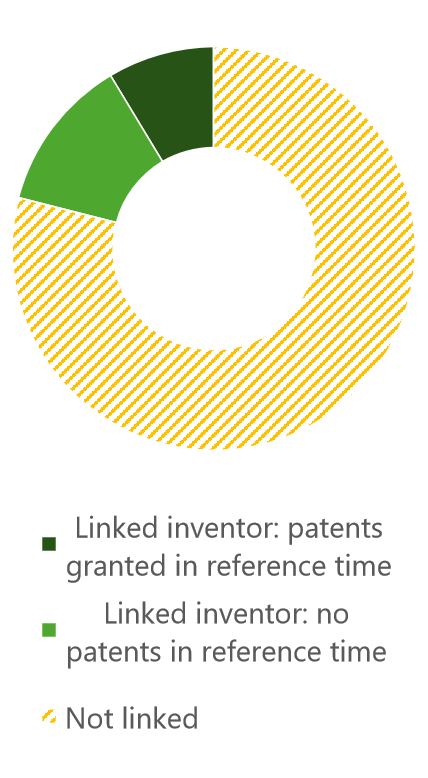 Linked inventor: patents
granted in reference time
Linked inventor: no
patents in reference time
Not linked